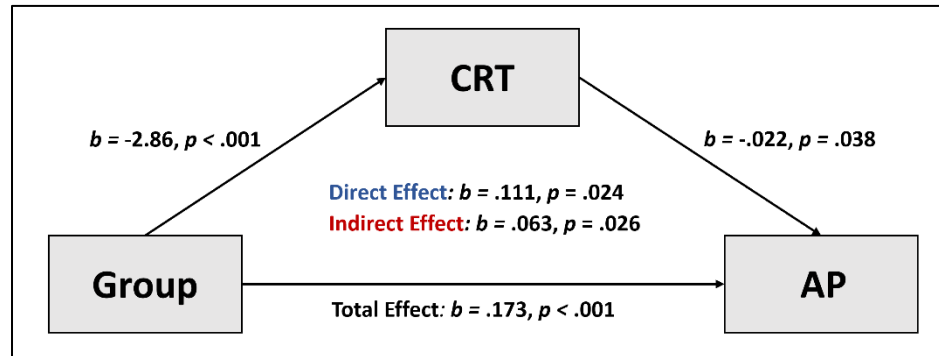 CRT
b = -2.86, p < .001
b = -.022, p = .038
Direct Effect: b = .111, p = .024
Indirect Effect: b = .063, p = .026
Group
AP
Total Effect: b = .173, p < .001